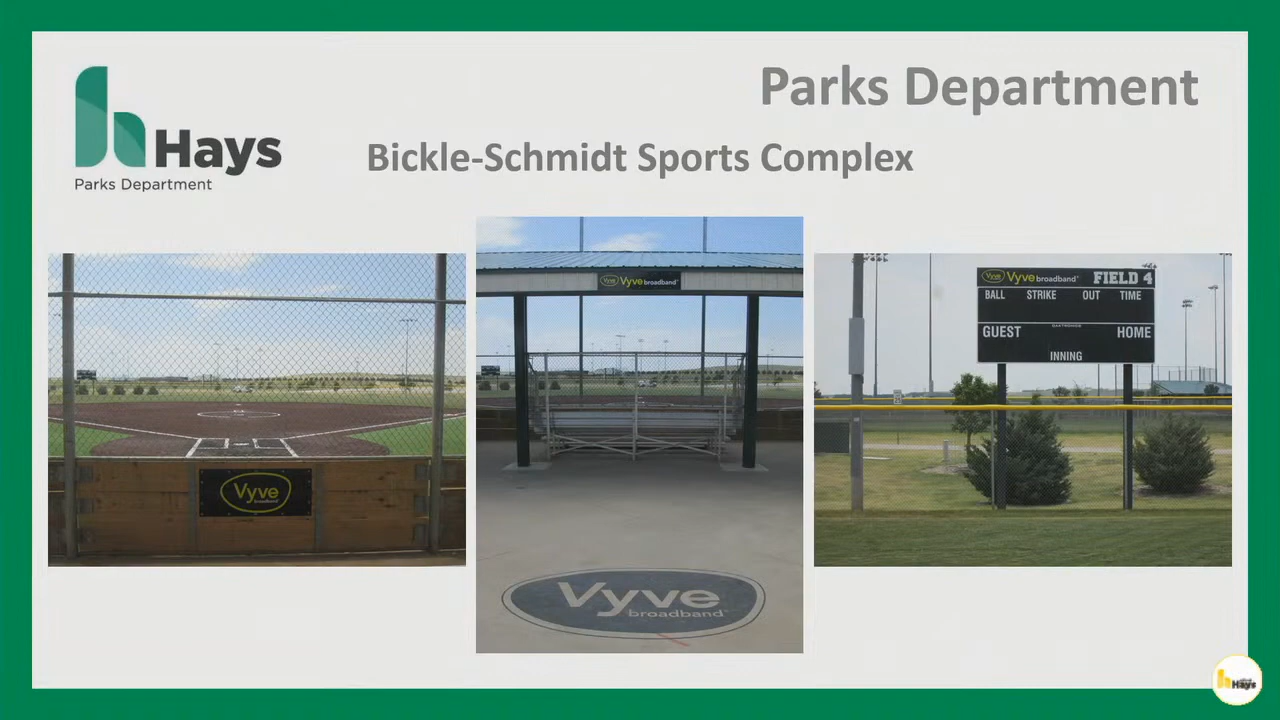 Parks Department
Hays
Parks Department
Bickle-Schmidt Sports Complex
Vyve
broadband
Vyve broadband
Vyve
broadband
Vyve broadband FIELD 4
BALL STRIKE OUT TIME
DAKTRONICS
GUEST HOME
INNING
Hays